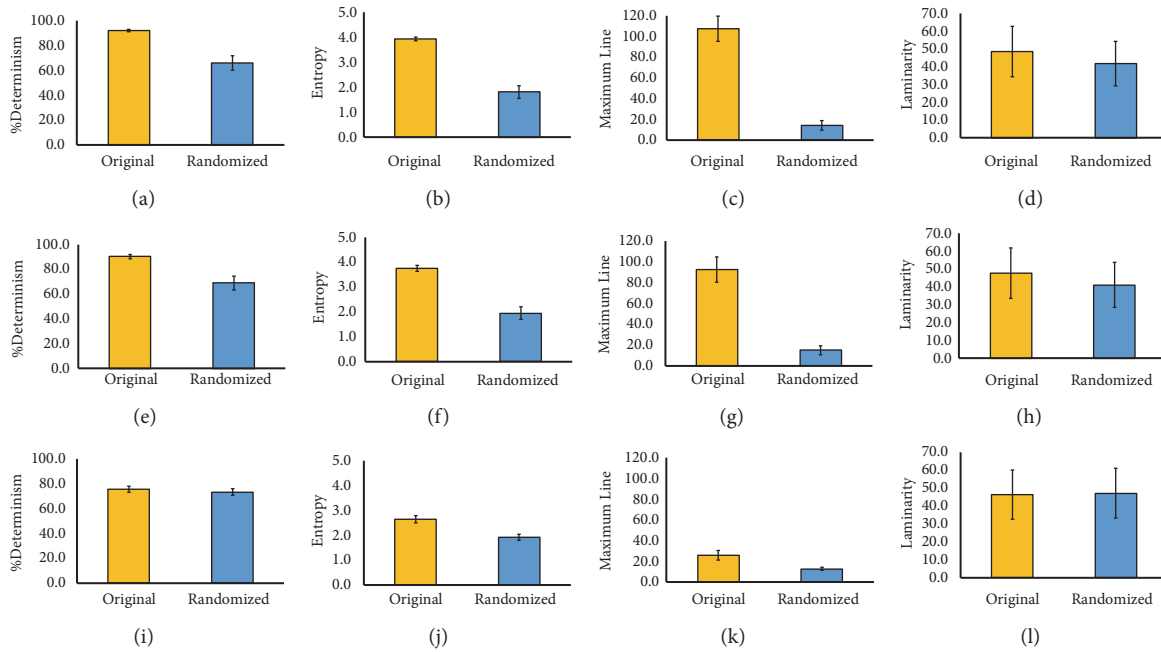 %Determinism
100.0
80.0
60.0
40.0
20.0
0.0
Original Randomized
(a)
Entropy
5.0
4.0
3.0
2.0
1.0
0.0
Original Randomized
(b)
Maximum Line
120.0
100.0
80.0
60.0
40.0
20.0
0.0
Original Randomized
(c)
Laminarity
70.0
60.0
50.0
40.0
30.0
20.0
10.0
0.0
Original Randomized
(d)
%Determinism
100.0
80.0
60.0
40.0
20.0
0.0
Original Randomized
(e)
Entropy
5.0
4.0
3.0
2.0
1.0
0.0
Original Randomized
(f)
Maximum Line
120.0
100.0
80.0
60.0
40.0
20.0
0.0
Original Randomized
(g)
Laminarity
70.0
60.0
50.0
40.0
30.0
20.0
10.0
0.0
Original Randomized
(h)
%Determinism
100.0
80.0
60.0
40.0
20.0
0.0
Original Randomized
(i)
Entropy
5.0
4.0
3.0
2.0
1.0
0.0
Original Randomized
(j)
Maximum Line
120.0
100.0
80.0
60.0
40.0
20.0
0.0
Original Randomized
(k)
Laminarity
70.0
60.0
50.0
40.0
30.0
20.0
10.0
0.0
Original Randomized
(l)